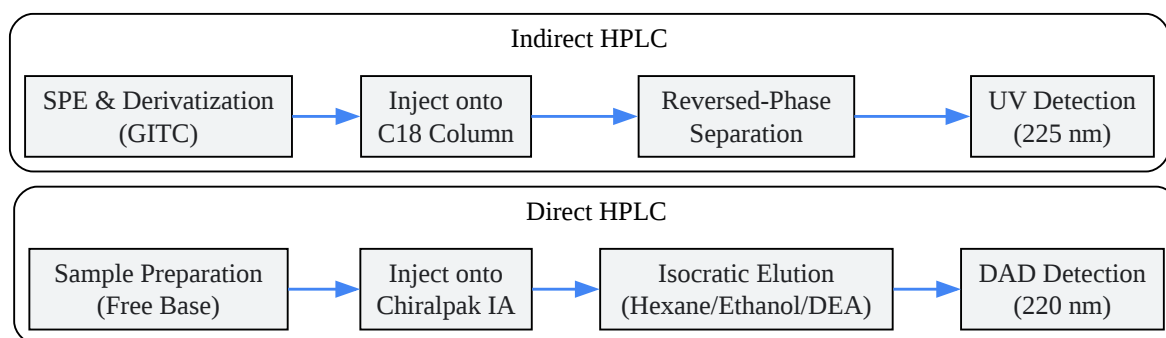 Indirect HPLC
SPE & Derivatization
(GITC)
Inject onto
C18 Column
Reversed-Phase
Separation
UV Detection
(225 nm)
Direct HPLC
Sample Preparation
(Free Base)
Inject onto
Chiralpak IA
Isocratic Elution
(Hexane/Ethanol/DEA)
DAD Detection
(220 nm)